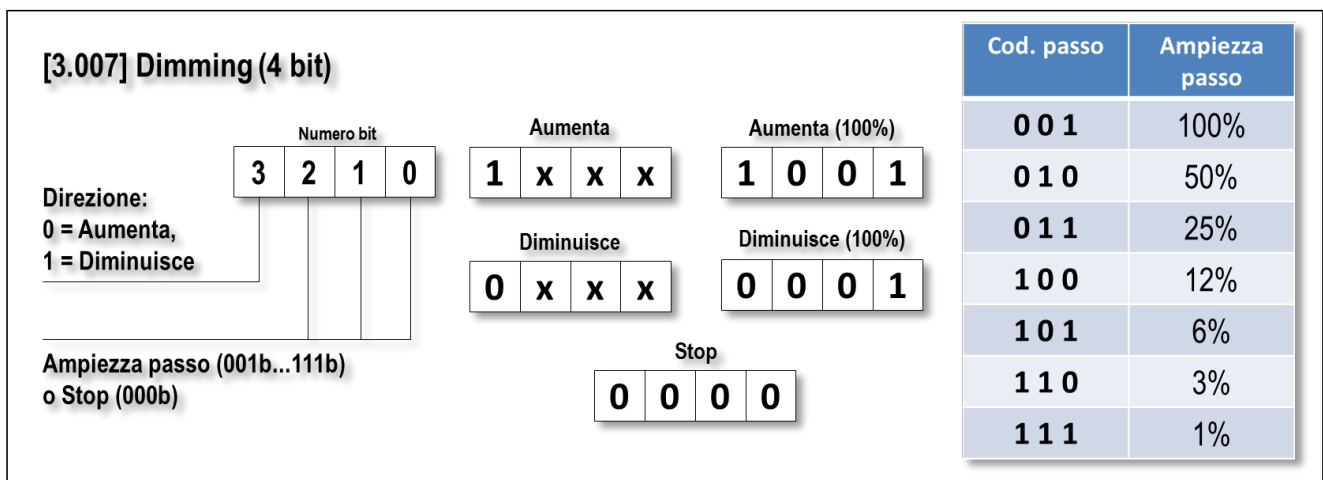 [3.007] Dimming (4 bit)
Numero bit
3 2 1 0
Direzione:
0 = Aumenta,
1 = Diminuisce
Ampiezza passo (001b...111b)
o Stop (000b)
Aumenta
1 x x x
Aumenta (100%)
1 0 0 1
Diminuisce
0 x x x
Diminuisce (100%)
0 0 0 1
Stop
0 0 0 0
Cod. passo Ampiezza
passo
0 0 1 100%
0 1 0 50%
0 1 1 25%
1 0 0 12%
1 0 1 6%
1 1 0 3%
1 1 1 1%